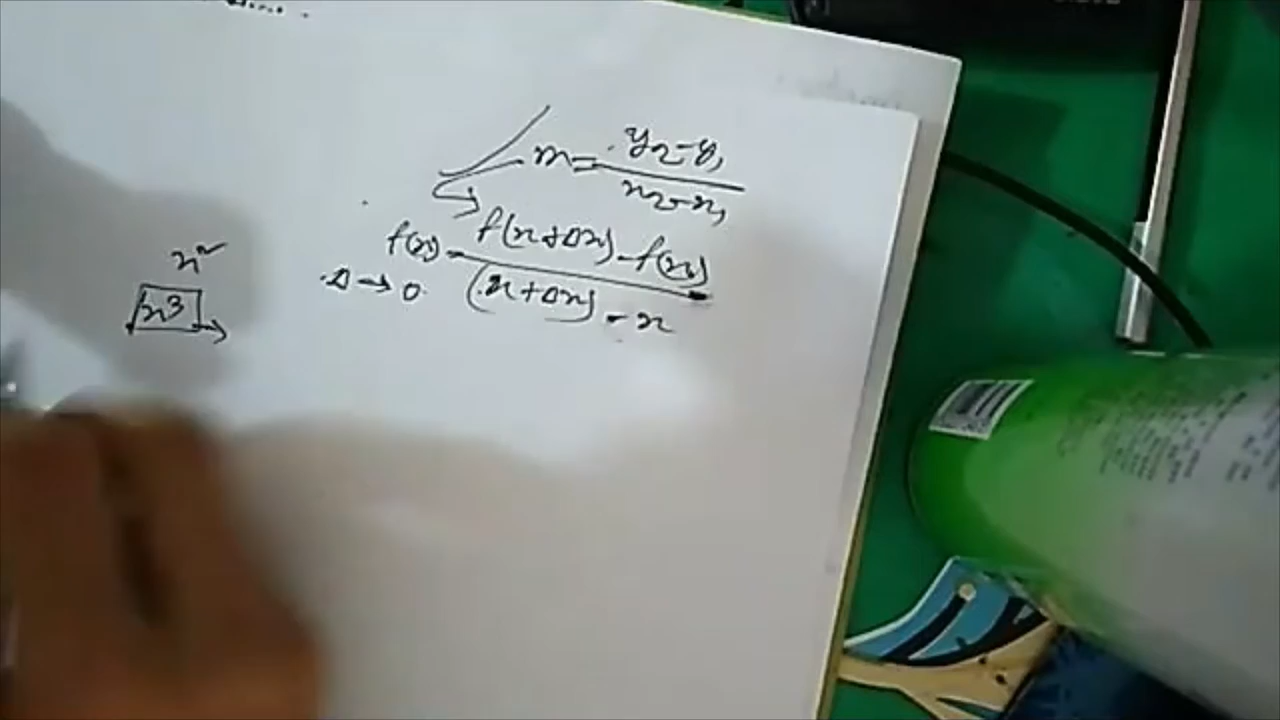 m = y₂-y₁ / x₂-x₁
f(x) = f(x+Δx) - f(x) / (x+Δx) - x
Δ → 0
x²
x³ →